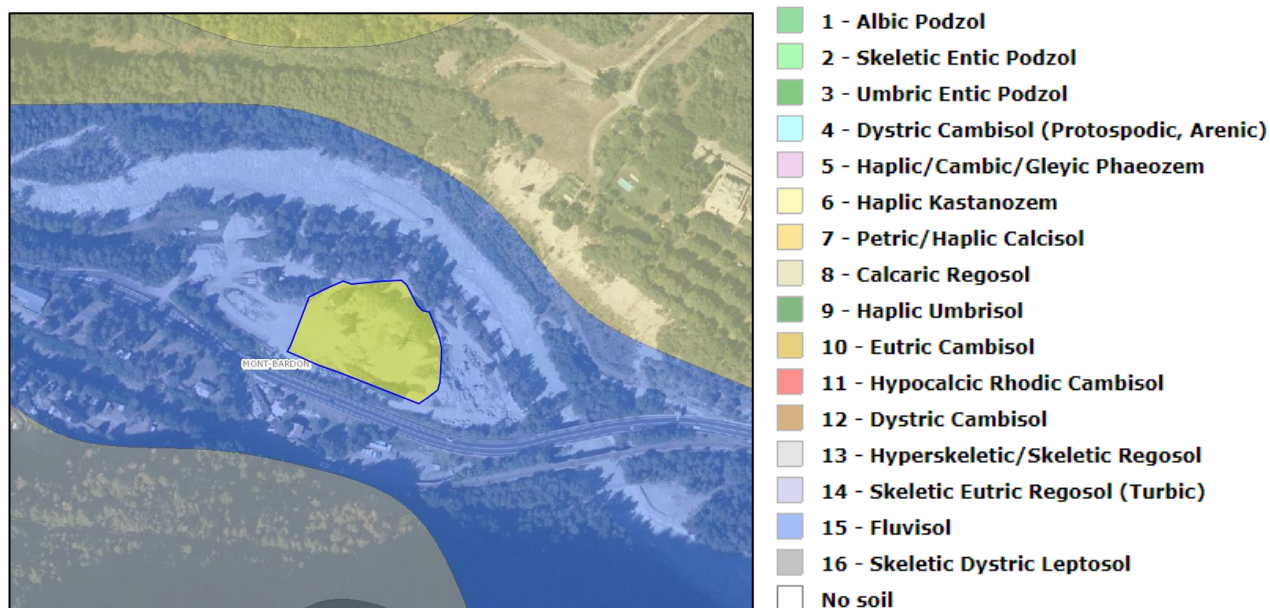 MONT-BARDON
1 - Albic Podzol
2 - Skeletic Entic Podzol
3 - Umbric Entic Podzol
4 - Dystric Cambisol (Protospodic, Arenic)
5 - Haplic/Cambic/Gleyic Phaeozem
6 - Haplic Kastanozem
7 - Petric/Haplic Calcisol
8 - Calcaric Regosol
9 - Haplic Umbrisol
10 - Eutric Cambisol
11 - Hypocalcic Rhodic Cambisol
12 - Dystric Cambisol
13 - Hyperskeletic/Skeletic Regosol
14 - Skeletic Eutric Regosol (Turbic)
15 - Fluvisol
16 - Skeletic Dystric Leptosol
No soil